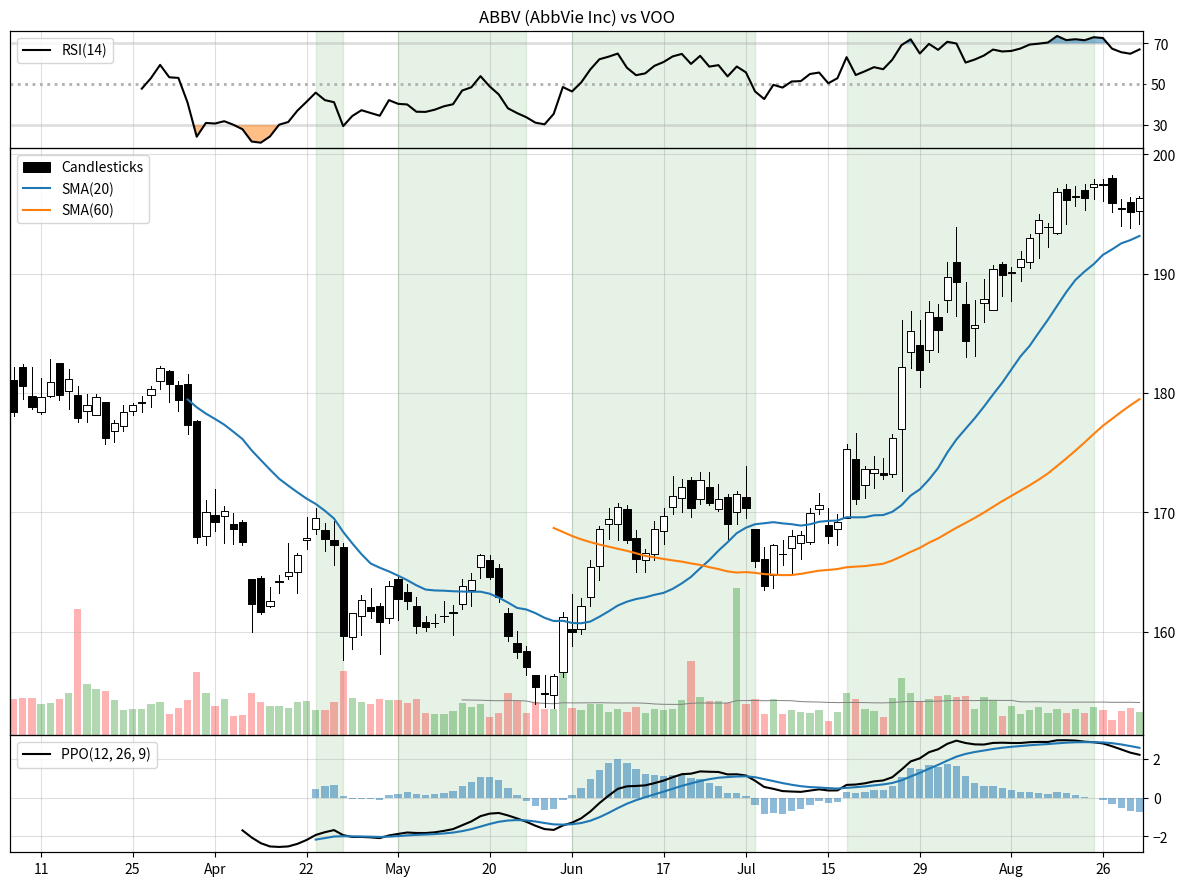 ABBV (AbbVie Inc) vs VOO
RSI(14)
70
50
30
Candlesticks
SMA(20)
SMA(60)
200
190
180
170
160
PPO(12, 26, 9)
2
0
−2
11 25 Apr 22 May 20 Jun 17 Jul 15 29 Aug 26